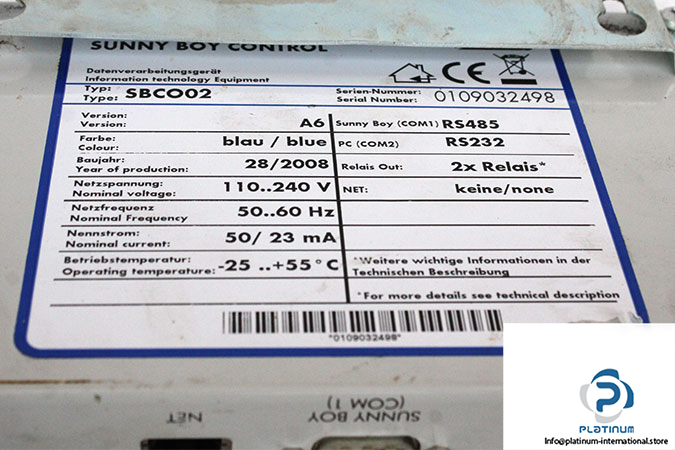 SUNNY BOY CONTROL
Datenverarbeitungsgerät
Information technology Equipment
Typ:
Type: SBCO02
Serien-Nummer:
Serial Number: 0109032498
Version:
Version: A6
Farbe:
Colour: blau / blue
Baujahr:
Year of production: 28/2008
Netzspannung:
Nominal voltage: 110..240 V
Netzfrequenz
Nominal Frequency 50..60 Hz
Nennstrom:
Nominal current: 50/ 23 mA
Betriebstemperatur:
Operating temperature: -25 ..+55°C
Sunny Boy (COM1) RS485
PC (COM2) RS232
Relais Out: 2x Relais*
NET: keine/none
*Weitere wichtige Informationen in der
Technischen Beschreibung
*For more details see technical description
*0109032498*
NET
SUNNY BOY
(COM 1)
PLATINUM
Info@platinum-international.store